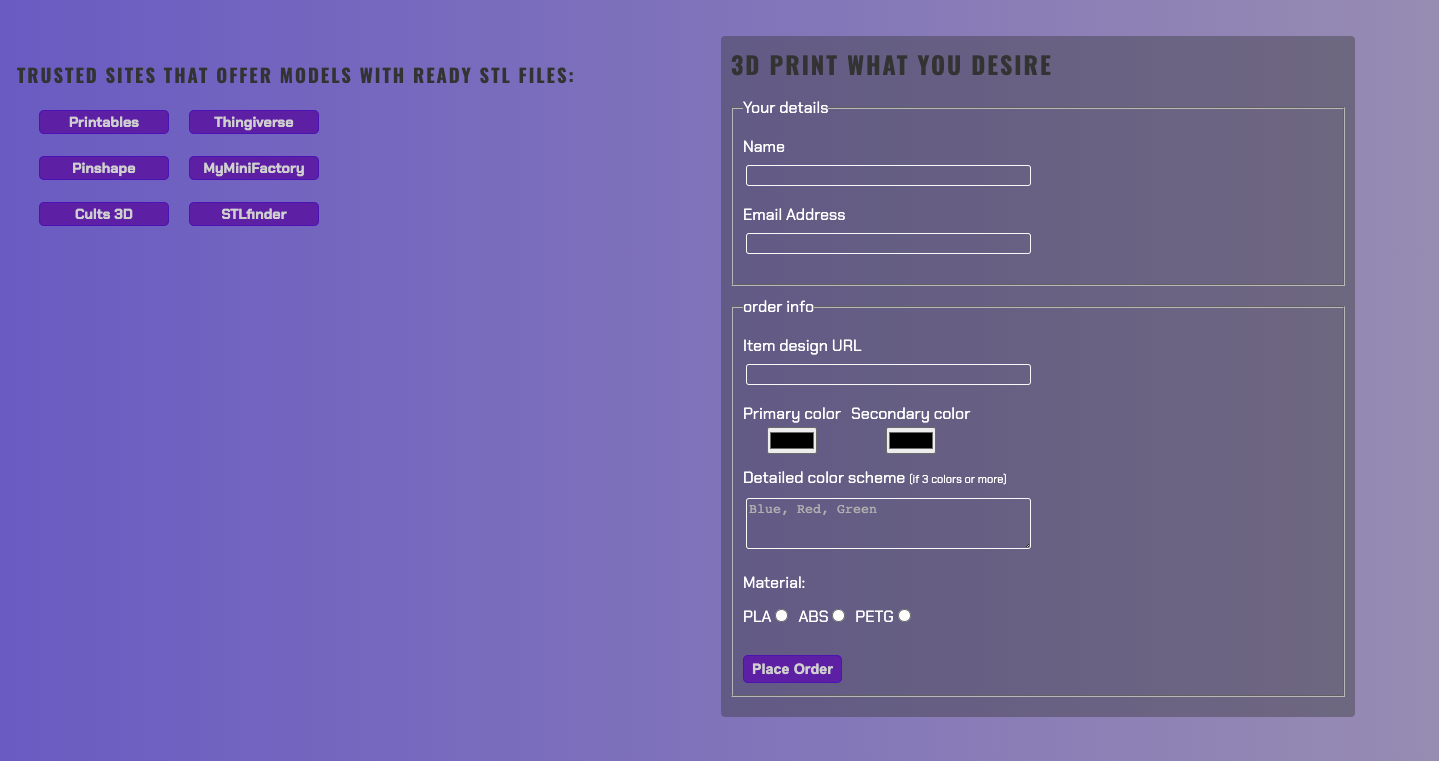 TRUSTED SITES THAT OFFER MODELS WITH READY STL FILES:
Printables
Thingiverse
Pinshape
MyMiniFactory
Cults 3D
STLfinder
3D PRINT WHAT YOU DESIRE
Your details
Name
Email Address
order info
Item design URL
Primary color Secondary color
Detailed color scheme (if 3 colors or more)
Blue, Red, Green
Material:
PLA ABS PETG
Place Order